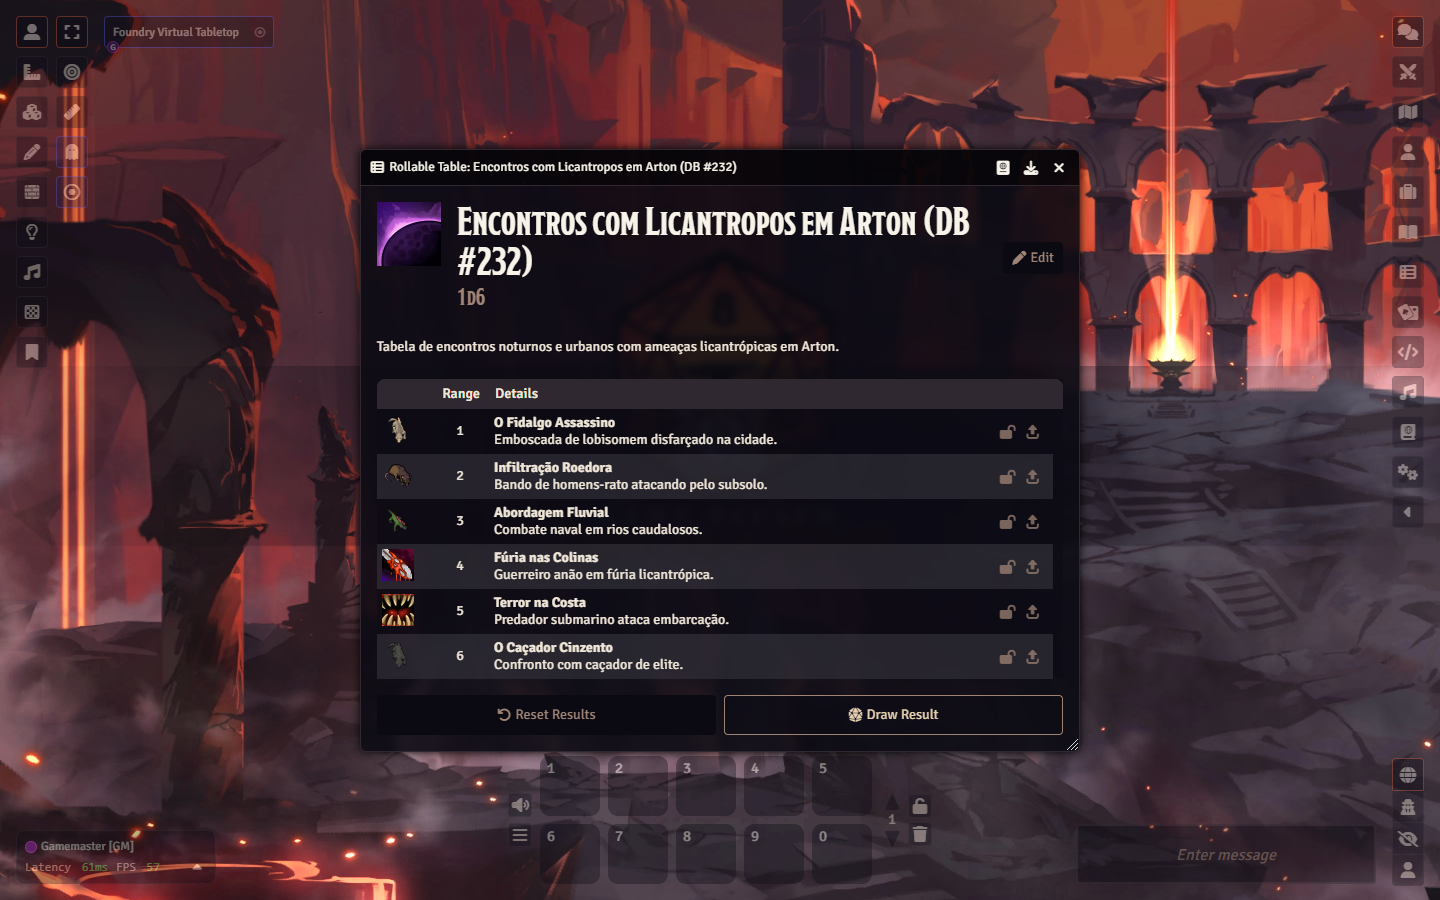 Foundry Virtual Tabletop
G
Rollable Table: Encontros com Licantropos em Arton (DB #232)
Encontros com Licantropos em Arton (DB
#232)
1d6
Edit
Tabela de encontros noturnos e urbanos com ameaças licantrópicas em Arton.
Range Details
1
O Fidalgo Assassino
Emboscada de lobisomem disfarçado na cidade.
2
Infiltração Roedora
Bando de homens-rato atacando pelo subsolo.
3
Abordagem Fluvial
Combate naval em rios caudalosos.
4
Fúria nas Colinas
Guerreiro anão em fúria licantrópica.
5
Terror na Costa
Predador submarino ataca embarcação.
6
O Caçador Cinzento
Confronto com caçador de elite.
Reset Results
Draw Result
1 2 3 4 5
1
6 7 8 9 0
Gamemaster [GM]
Latency 61ms FPS 57
Enter message